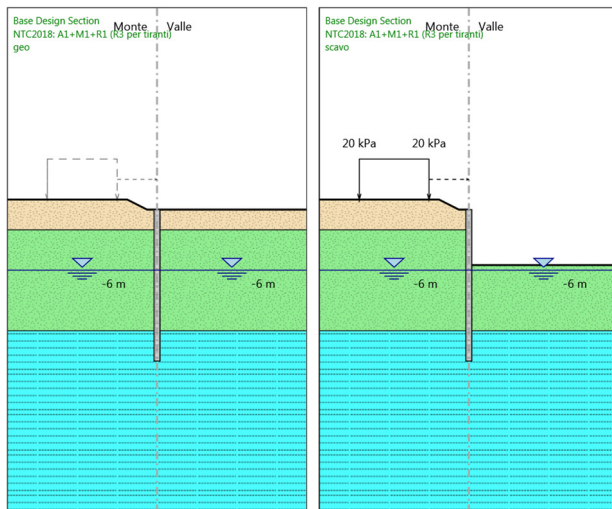 Base Design Section
Monte Valle
NTC2018: A1+M1+R1 (R3 per tiranti)
geo
-6 m
-6 m
Base Design Section
Monte Valle
NTC2018: A1+M1+R1 (R3 per tiranti)
scavo
20 kPa 20 kPa
-6 m
-6 m